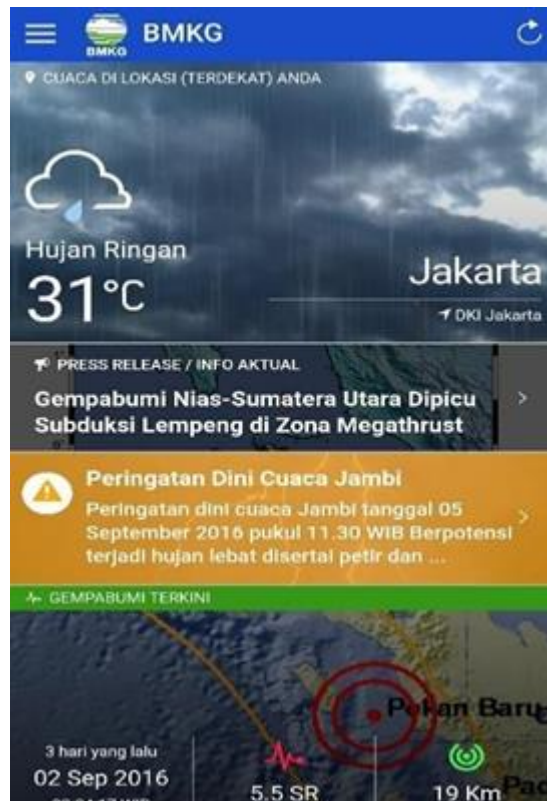 BMKG
BMKG
CUACA DI LOKASI (TERDEKAT) ANDA
Hujan Ringan
31°C
Jakarta
DKI Jakarta
PRESS RELEASE / INFO AKTUAL
Gempabumi Nias-Sumatera Utara Dipicu
Subduksi Lempeng di Zona Megathrust
Peringatan Dini Cuaca Jambi
Peringatan dini cuaca Jambi tanggal 05
September 2016 pukul 11.30 WIB Berpotensi
terjadi hujan lebat disertai petir dan ...
GEMPABUMI TERKINI
Pekan Baru
3 hari yang lalu
02 Sep 2016
5.5 SR
19 Km